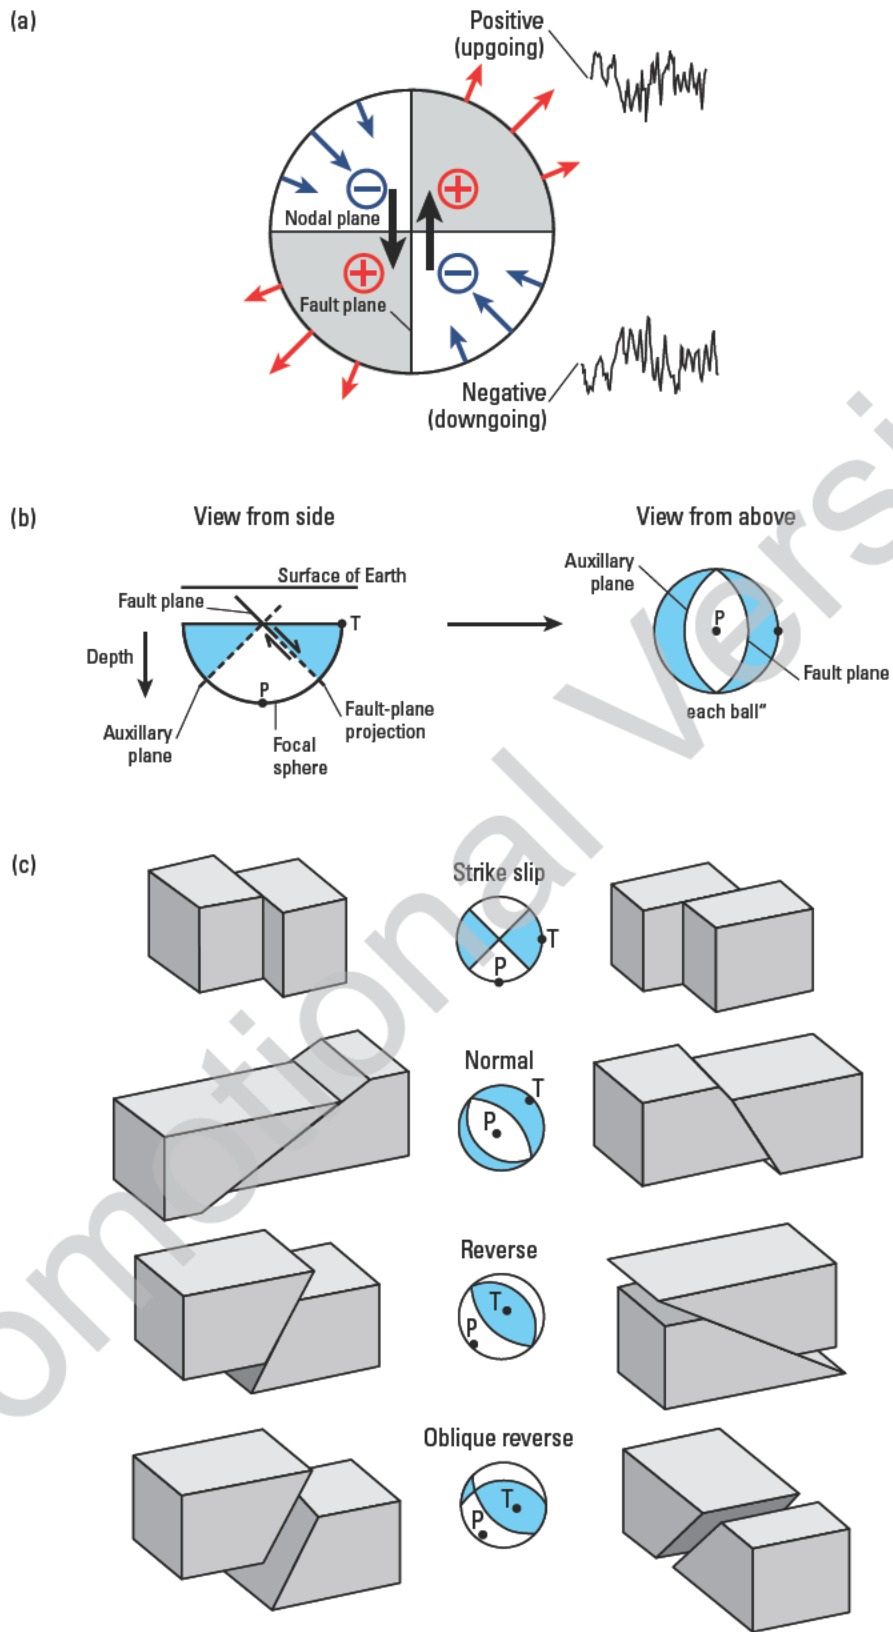 (a)
Positive
(upgoing)
Nodal plane
Fault plane
Negative
(downgoing)
(b)
View from side
View from above
Surface of Earth
Fault plane
T
Depth
P
Auxillary
plane
Focal
sphere
Fault-plane
projection
Auxillary
plane
P
Fault plane
each ball”
(c)
Strike slip
T
P
Normal
T
P
Reverse
T
P
Oblique reverse
T
P
omotional Versi